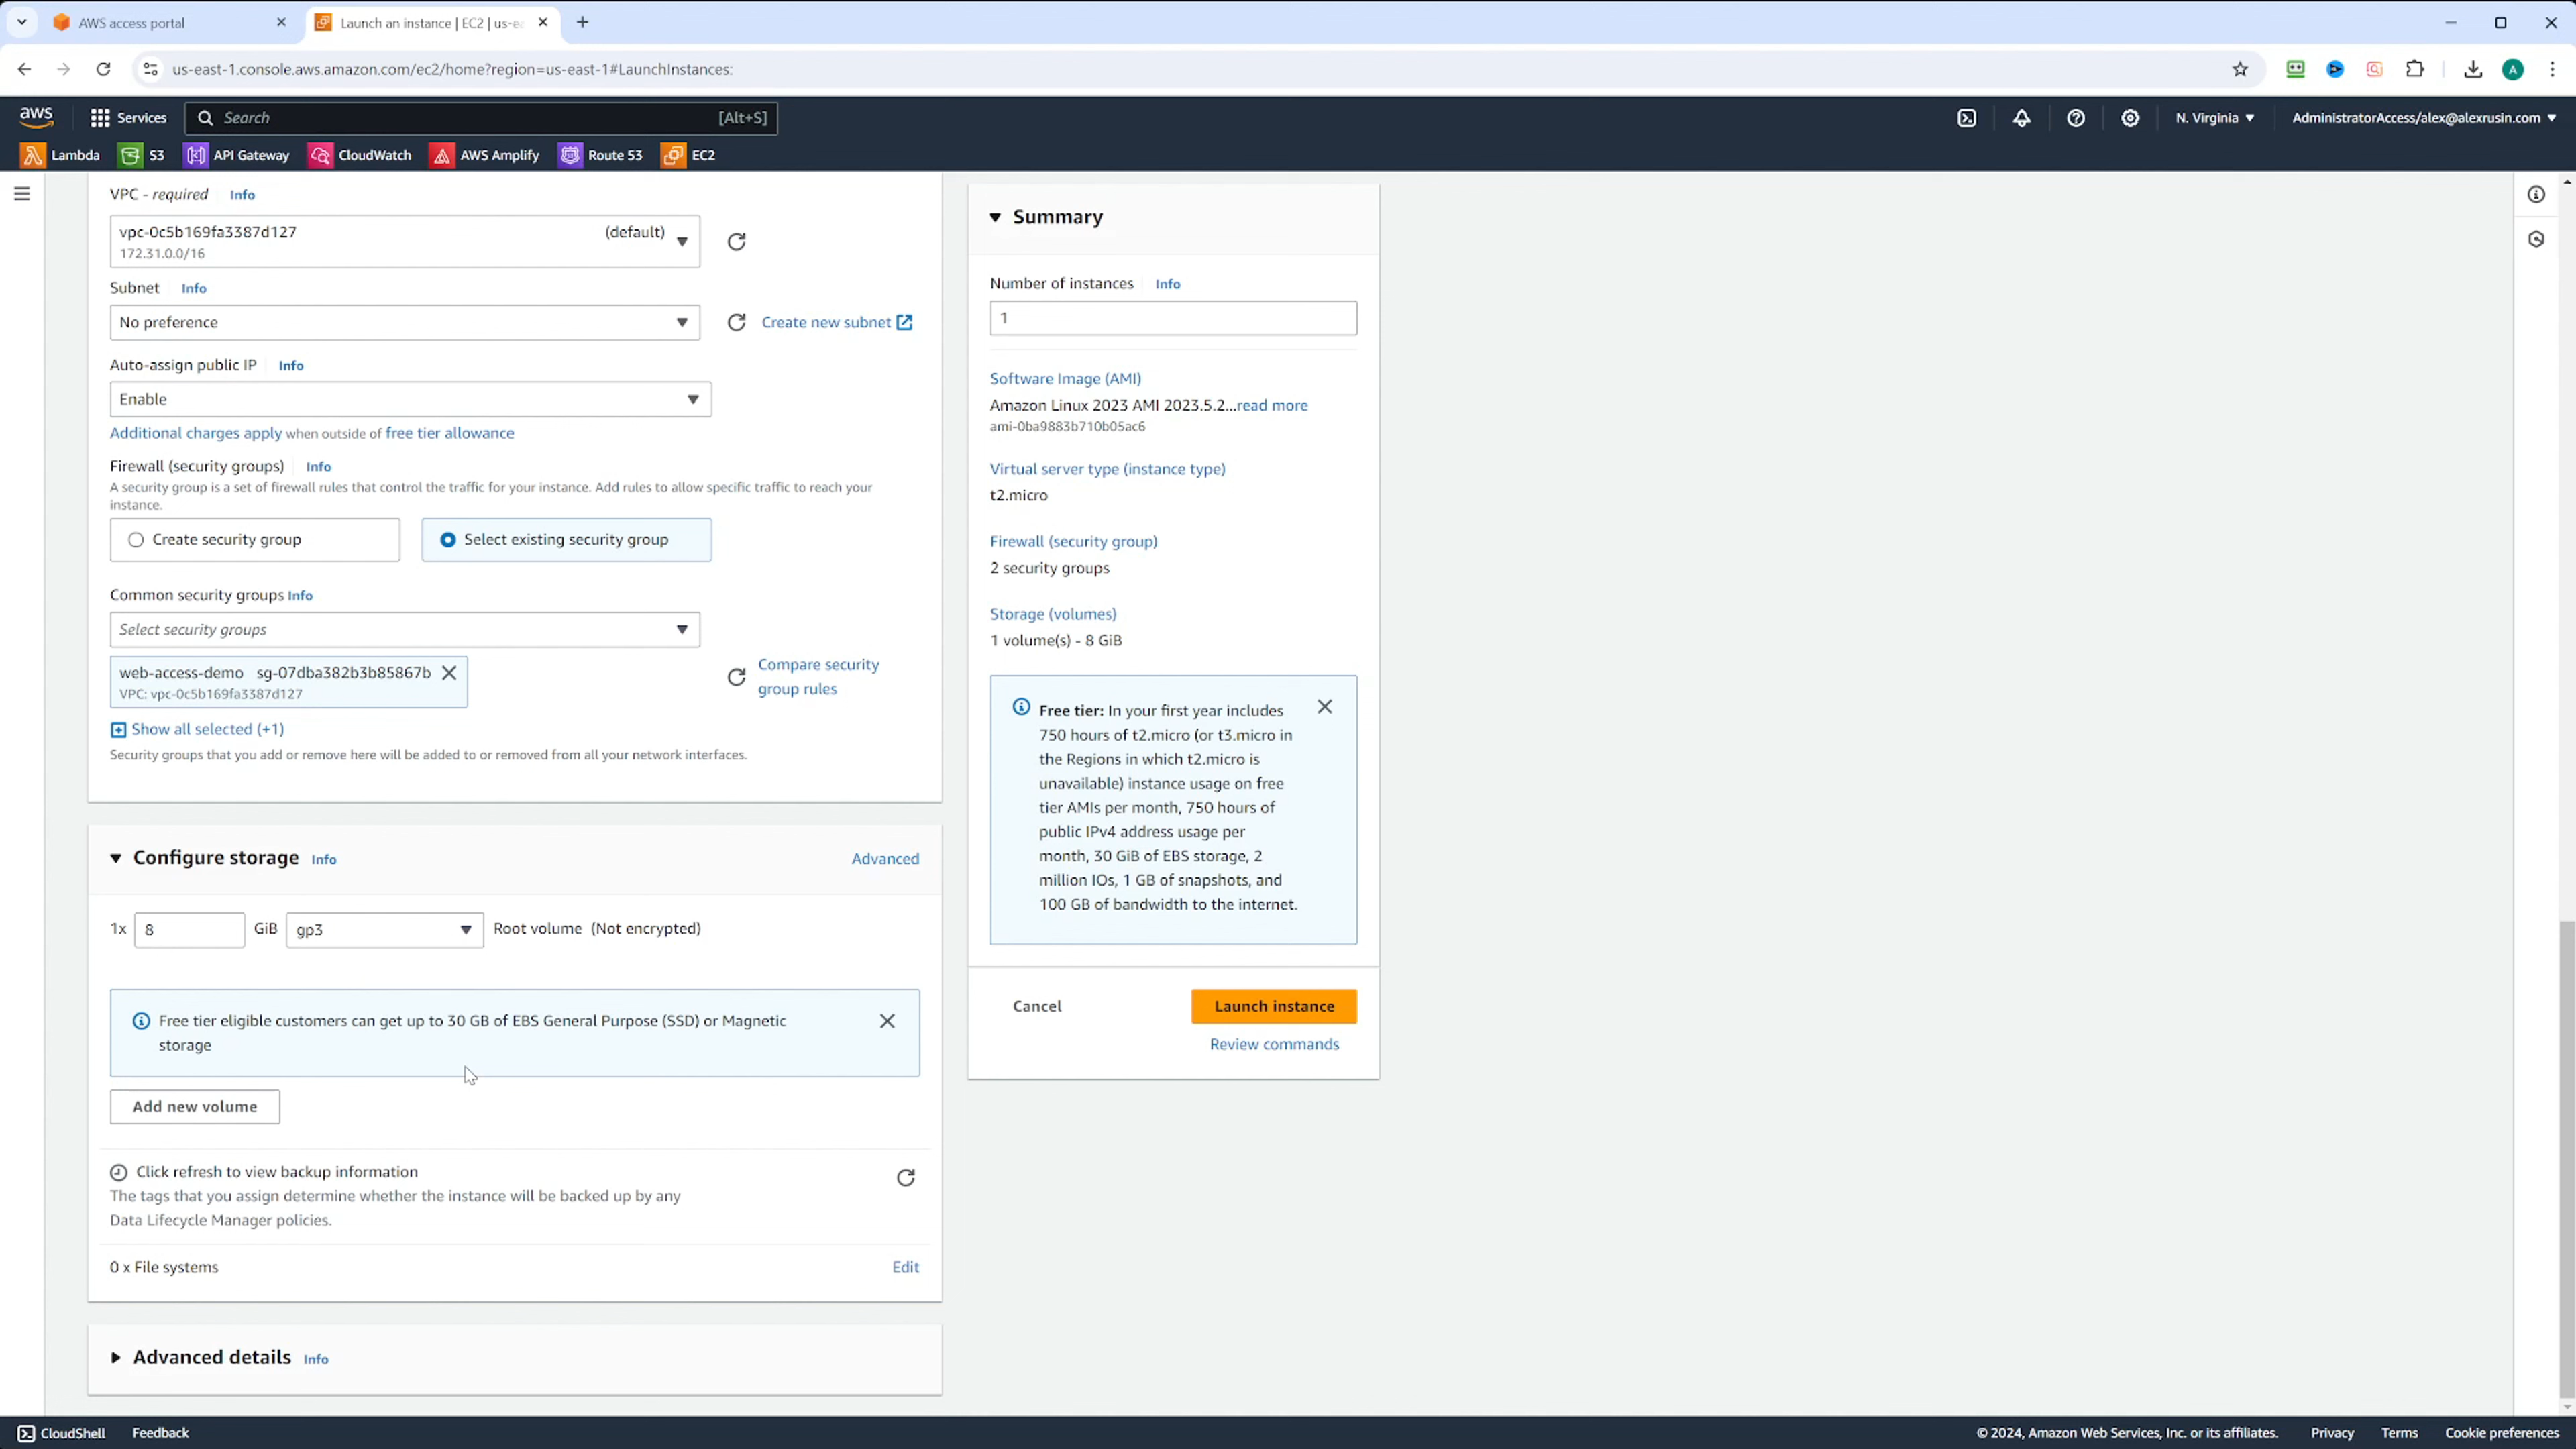 AWS access portal
Launch an instance | EC2 | us-e
us-east-1.console.aws.amazon.com/ec2/home?region=us-east-1#LaunchInstances:
A
aws
Services
Search
[Alt+S]
N. Virginia
AdministratorAccess/alex@alexrusin.com
Lambda
S3
API Gateway
CloudWatch
AWS Amplify
Route 53
EC2
VPC - required Info
vpc-0c5b169fa3387d127 (default)
172.31.0.0/16
Subnet Info
No preference
Create new subnet
Auto-assign public IP Info
Enable
Additional charges apply when outside of free tier allowance
Firewall (security groups) Info
A security group is a set of firewall rules that control the traffic for your instance. Add rules to allow specific traffic to reach your
instance.
Create security group
Select existing security group
Common security groups Info
Select security groups
web-access-demo sg-07dba382b3b85867b
VPC: vpc-0c5b169fa3387d127
Compare security
group rules
Show all selected (+1)
Security groups that you add or remove here will be added to or removed from all your network interfaces.
Configure storage Info
Advanced
1x 8 GiB gp3 Root volume (Not encrypted)
Free tier eligible customers can get up to 30 GB of EBS General Purpose (SSD) or Magnetic
storage
Add new volume
Click refresh to view backup information
The tags that you assign determine whether the instance will be backed up by any
Data Lifecycle Manager policies.
0 x File systems
Edit
Advanced details Info
Summary
Number of instances Info
1
Software Image (AMI)
Amazon Linux 2023 AMI 2023.5.2...read more
ami-0ba9883b710b05ac6
Virtual server type (instance type)
t2.micro
Firewall (security group)
2 security groups
Storage (volumes)
1 volume(s) - 8 GiB
Free tier: In your first year includes
750 hours of t2.micro (or t3.micro in
the Regions in which t2.micro is
unavailable) instance usage on free
tier AMIs per month, 750 hours of
public IPv4 address usage per
month, 30 GiB of EBS storage, 2
million IOs, 1 GB of snapshots, and
100 GB of bandwidth to the internet.
Cancel
Launch instance
Review commands
CloudShell
Feedback
© 2024, Amazon Web Services, Inc. or its affiliates.
Privacy
Terms
Cookie preferences